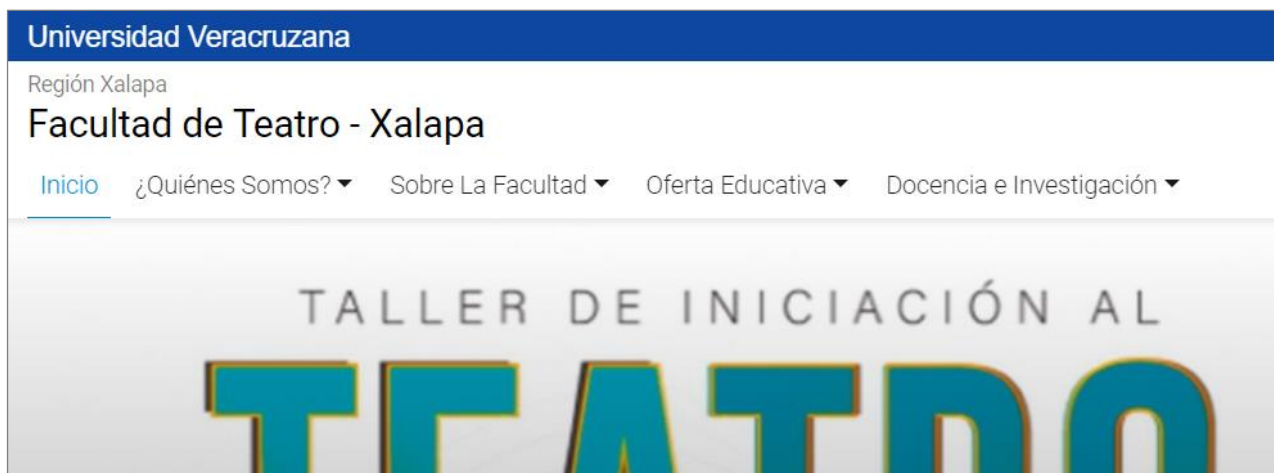 Universidad Veracruzana
Región Xalapa
Facultad de Teatro - Xalapa
Inicio ¿Quiénes Somos? Sobre La Facultad Oferta Educativa Docencia e Investigación
TALLER DE INICIACIÓN AL
TEATRO